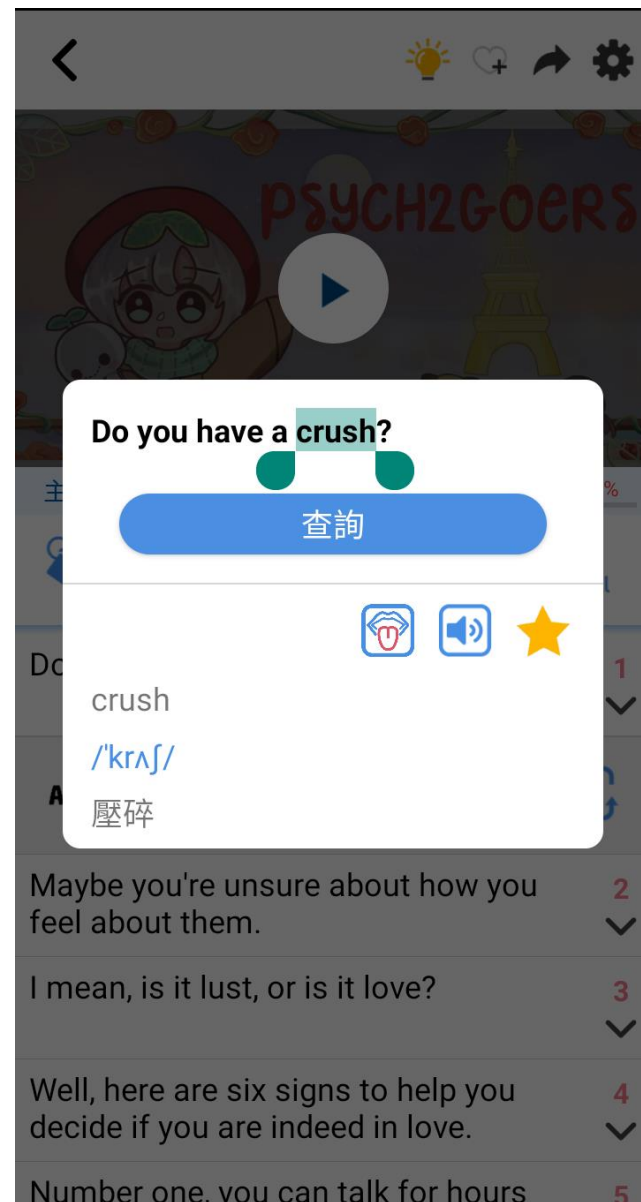 PSYCH2GOERS
Do you have a crush?
主
%
查詢
Do
1
crush
/ˈkrʌʃ/
A
壓碎
Maybe you're unsure about how you
2
feel about them.
I mean, is it lust, or is it love?
3
Well, here are six signs to help you
4
decide if you are indeed in love.
Number one, you can talk for hours
5